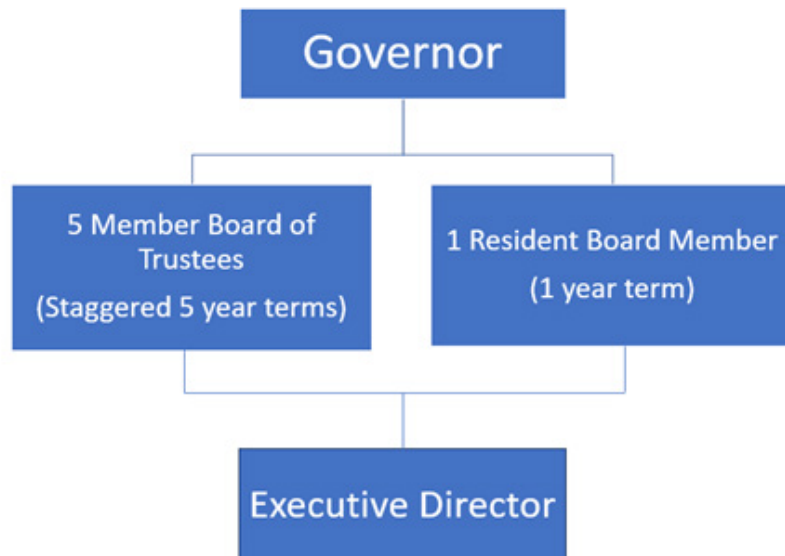 Governor
5 Member Board of
Trustees
(Staggered 5 year terms)
1 Resident Board Member
(1 year term)
Executive Director